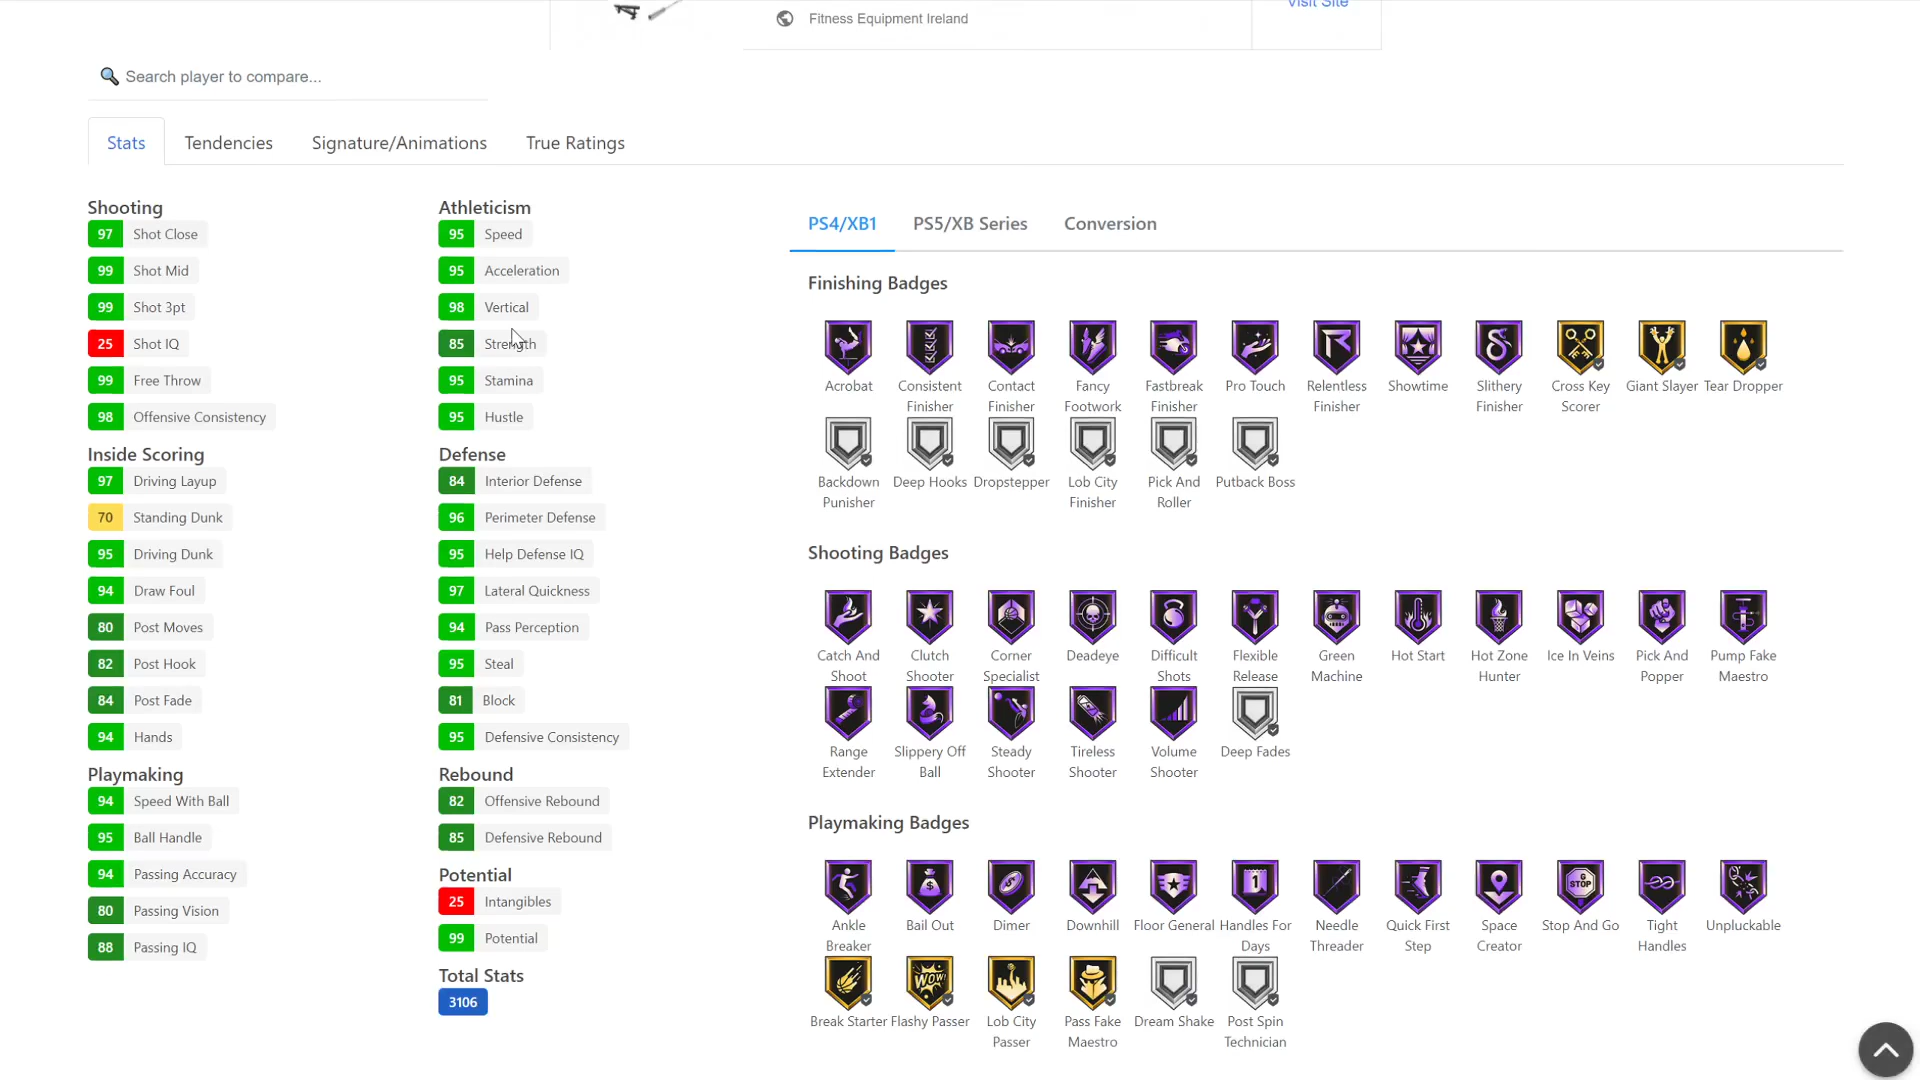 Fitness Equipment Ireland
Visit Site
Search player to compare...
Stats Tendencies Signature/Animations True Ratings
Shooting
97 Shot Close
99 Shot Mid
99 Shot 3pt
25 Shot IQ
99 Free Throw
98 Offensive Consistency
Inside Scoring
97 Driving Layup
70 Standing Dunk
95 Driving Dunk
94 Draw Foul
80 Post Moves
82 Post Hook
84 Post Fade
94 Hands
Playmaking
94 Speed With Ball
95 Ball Handle
94 Passing Accuracy
80 Passing Vision
88 Passing IQ
Athleticism
95 Speed
95 Acceleration
98 Vertical
85 Strength
95 Stamina
95 Hustle
Defense
84 Interior Defense
96 Perimeter Defense
95 Help Defense IQ
97 Lateral Quickness
94 Pass Perception
95 Steal
81 Block
95 Defensive Consistency
Rebound
82 Offensive Rebound
85 Defensive Rebound
Potential
25 Intangibles
99 Potential
Total Stats
3106
PS4/XB1 PS5/XB Series Conversion
Finishing Badges
Acrobat Consistent Contact Fancy Fastbreak Pro Touch Relentless Showtime Slithery Cross Key Giant Slayer Tear Dropper
Finisher Finisher Footwork Finisher Finisher Finisher Scorer
Backdown Deep Hooks Dropstepper Lob City Pick And Putback Boss
Punisher Finisher Roller
Shooting Badges
Catch And Clutch Corner Deadeye Difficult Flexible Green Hot Start Hot Zone Ice In Veins Pick And Pump Fake
Shoot Shooter Specialist Shots Release Machine Hunter Popper Maestro
Range Slippery Off Steady Tireless Volume Deep Fades
Extender Ball Shooter Shooter Shooter
Playmaking Badges
1 STOP
Ankle Bail Out Dimer Downhill Floor General Handles For Needle Quick First Space Stop And Go Tight Unpluckable
Breaker Days Threader Step Creator Handles
WOW!
Break Starter Flashy Passer Lob City Pass Fake Dream Shake Post Spin
Passer Maestro Technician